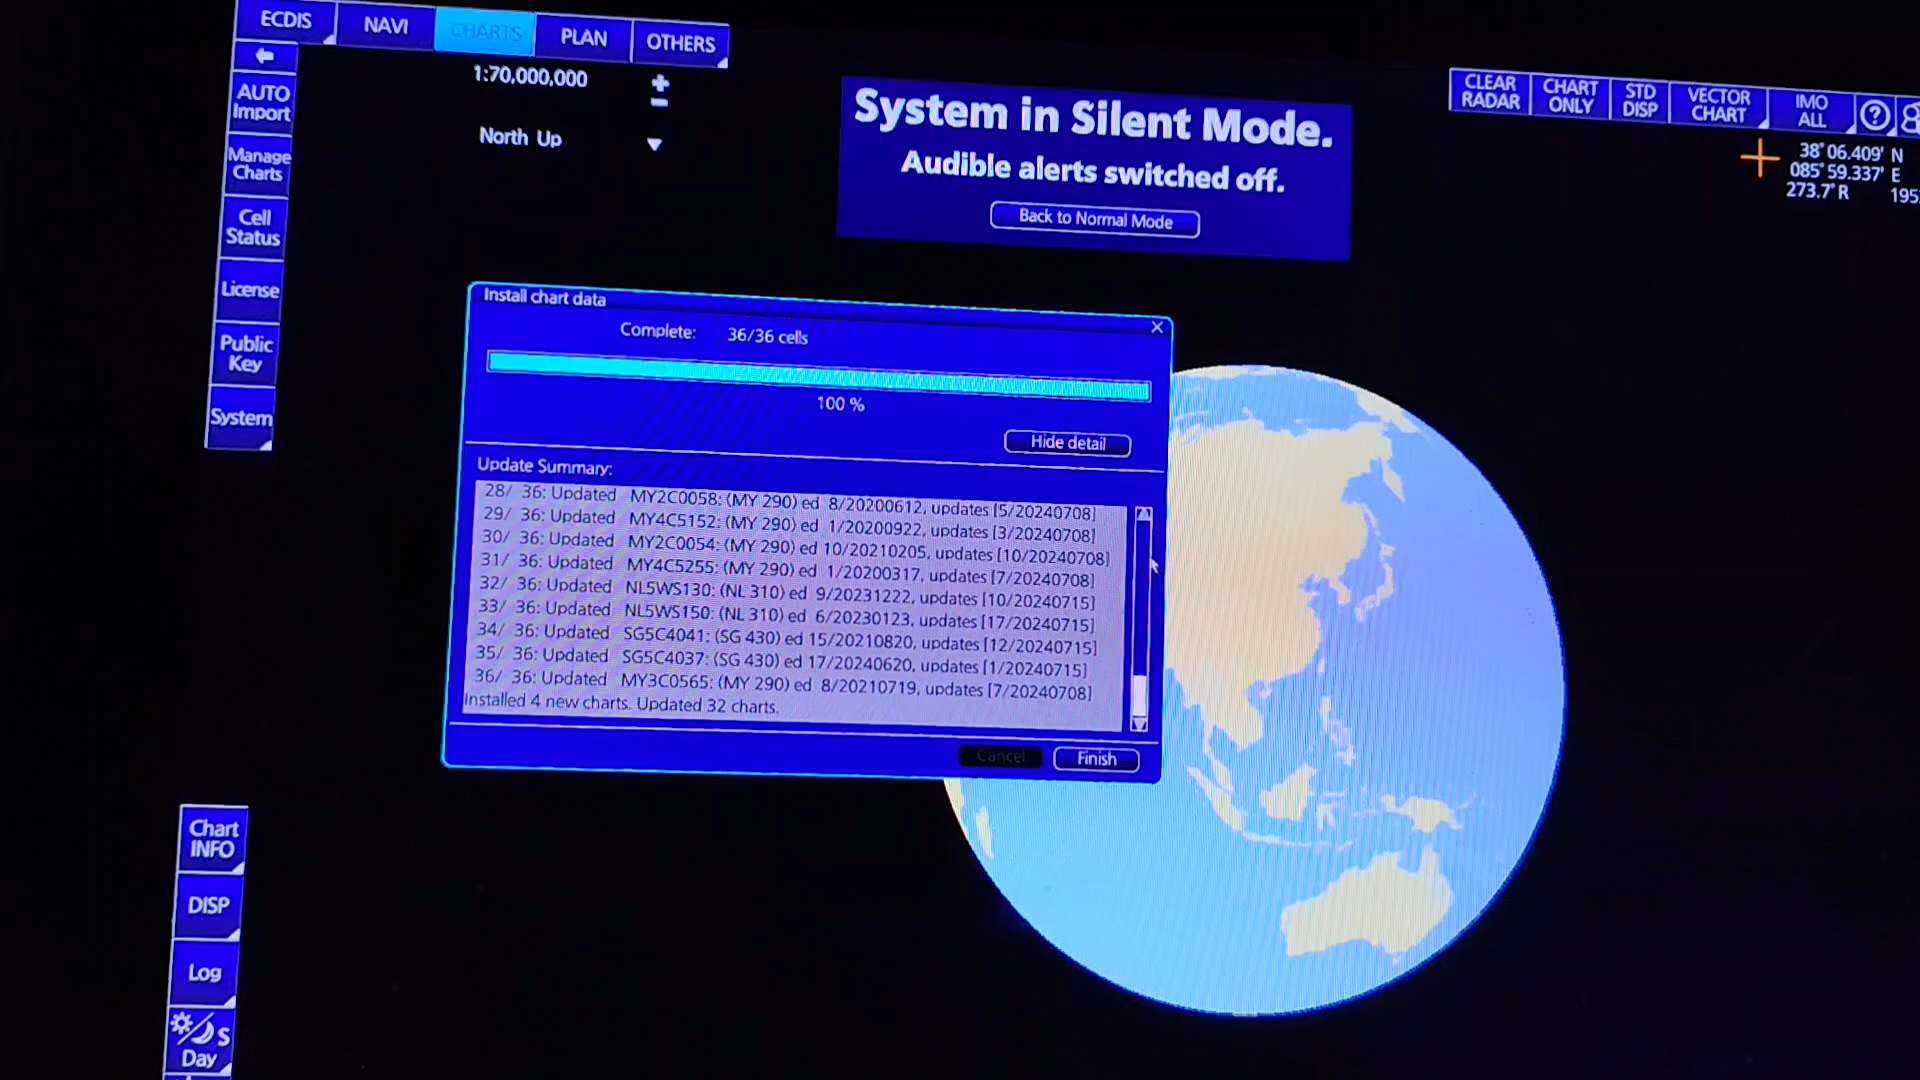 ECDIS
NAVI
CHARTS
PLAN
OTHERS
AUTO
Import
Manage
Charts
Cell
Status
License
Public
Key
System
1:70,000,000
North Up
System in Silent Mode.
Audible alerts switched off.
Back to Normal Mode
CLEAR
RADAR
CHART
ONLY
STD
DISP
VECTOR
CHART
IMO
ALL
?
38°06.409' N
085°59.337' E
273.7°R
Install chart data
Complete: 36/36 cells
100 %
Hide detail
Update Summary:
28/ 36: Updated MY2C0058: (MY 290) ed 8/20200612, updates [5/20240708]
29/ 36: Updated MY4C5152: (MY 290) ed 1/20200922, updates [3/20240708]
30/ 36: Updated MY2C0054: (MY 290) ed 10/20210205, updates [10/20240708]
31/ 36: Updated MY4C5255: (MY 290) ed 1/20200317, updates [7/20240708]
32/ 36: Updated NL5WS130: (NL 310) ed 9/20231222, updates [10/20240715]
33/ 36: Updated NL5WS150: (NL 310) ed 6/20230123, updates [17/20240715]
34/ 36: Updated SG5C4041: (SG 430) ed 15/20210820, updates [12/20240715]
35/ 36: Updated SG5C4037: (SG 430) ed 17/20240620, updates [1/20240715]
36/ 36: Updated MY3C0565: (MY 290) ed 8/20210719, updates [7/20240708]
Installed 4 new charts. Updated 32 charts.
Cancel
Finish
Chart
INFO
DISP
Log
S
Day